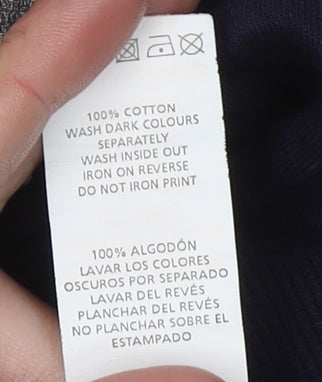 100% COTTON
WASH DARK COLOURS
SEPARATELY
WASH INSIDE OUT
IRON ON REVERSE
DO NOT IRON PRINT
100% ALGODÓN
LAVAR LOS COLORES
OSCUROS POR SEPARADO
LAVAR DEL REVÉS
PLANCHAR DEL REVÉS
NO PLANCHAR SOBRE EL
ESTAMPADO